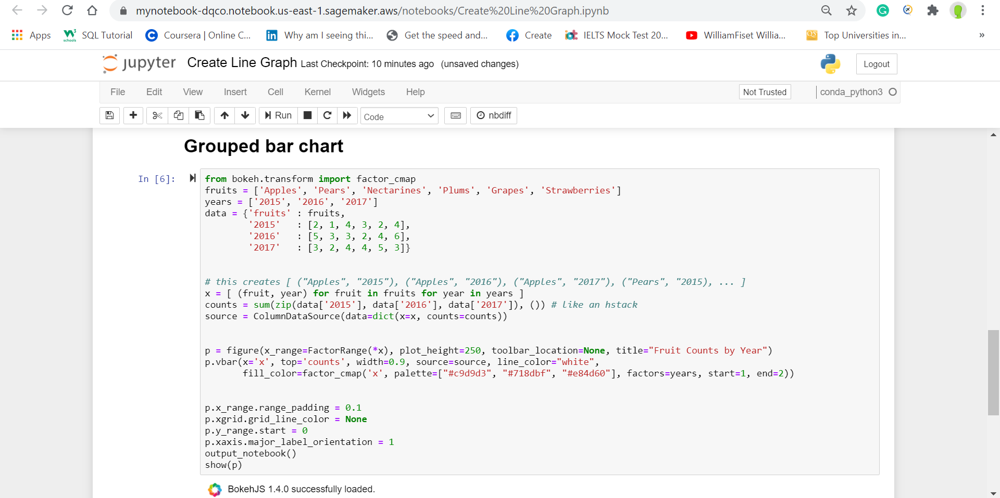 mynotebook-dqco.notebook.us-east-1.sagemaker.aws/notebooks/Create%20Line%20Graph.ipynb
Apps w3 schools SQL Tutorial Coursera | Online C... Why am I seeing thi... Get the speed and... Create IELTS Mock Test 20... WilliamFiset Willia... Top Universities in... »
jupyter Create Line Graph Last Checkpoint: 10 minutes ago (unsaved changes) Logout
File Edit View Insert Cell Kernel Widgets Help Not Trusted conda_python3
Run Code nbdiff
Grouped bar chart
In [6]:
from bokeh.transform import factor_cmap
fruits = ['Apples', 'Pears', 'Nectarines', 'Plums', 'Grapes', 'Strawberries']
years = ['2015', '2016', '2017']
data = {'fruits' : fruits,
        '2015'   : [2, 1, 4, 3, 2, 4],
        '2016'   : [5, 3, 3, 2, 4, 6],
        '2017'   : [3, 2, 4, 4, 5, 3]}
# this creates [ ("Apples", "2015"), ("Apples", "2016"), ("Apples", "2017"), ("Pears", "2015), ... ]
x = [ (fruit, year) for fruit in fruits for year in years ]
counts = sum(zip(data['2015'], data['2016'], data['2017']), ()) # like an hstack
source = ColumnDataSource(data=dict(x=x, counts=counts))
p = figure(x_range=FactorRange(*x), plot_height=250, toolbar_location=None, title="Fruit Counts by Year")
p.vbar(x='x', top='counts', width=0.9, source=source, line_color="white",
       fill_color=factor_cmap('x', palette=["#c9d9d3", "#718dbf", "#e84d60"], factors=years, start=1, end=2))
p.x_range.range_padding = 0.1
p.xgrid.grid_line_color = None
p.y_range.start = 0
p.xaxis.major_label_orientation = 1
output_notebook()
show(p)
BokehJS 1.4.0 successfully loaded.